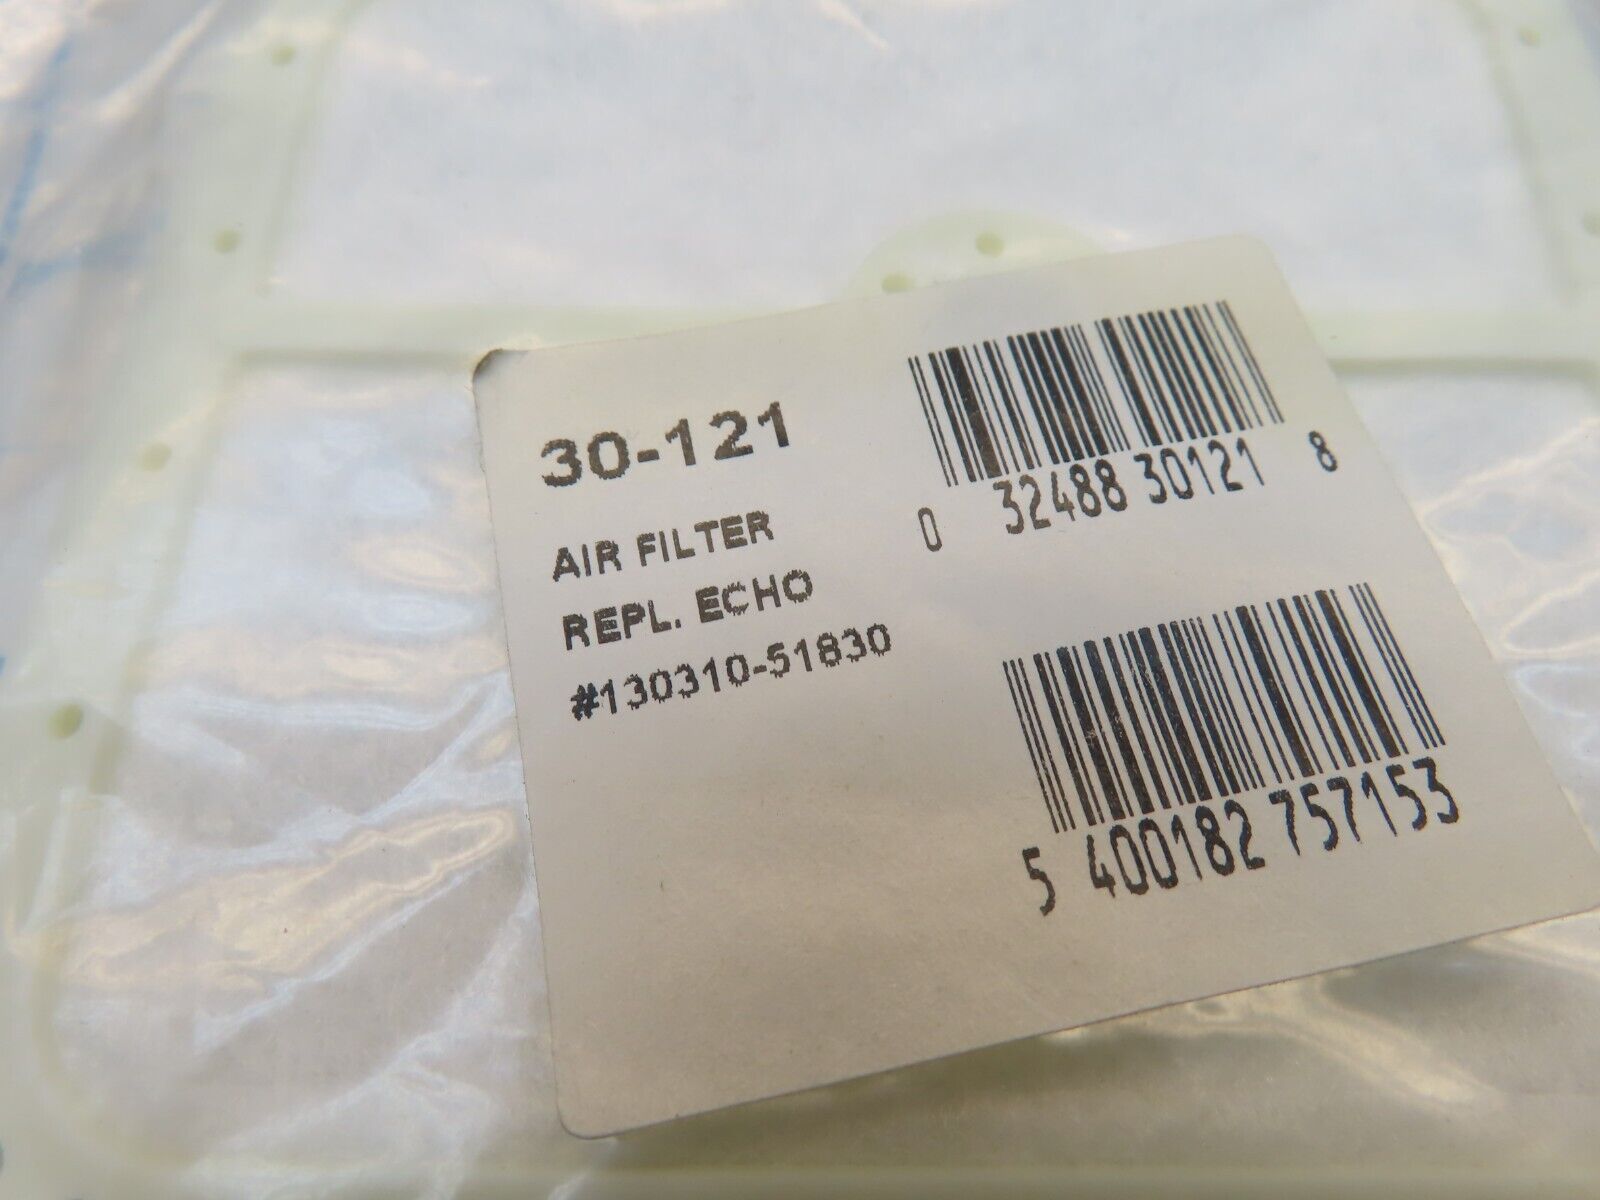 30-121
AIR FILTER
REPL. ECHO
#130310-51830
0 32488 30121 8
5 400182 757153